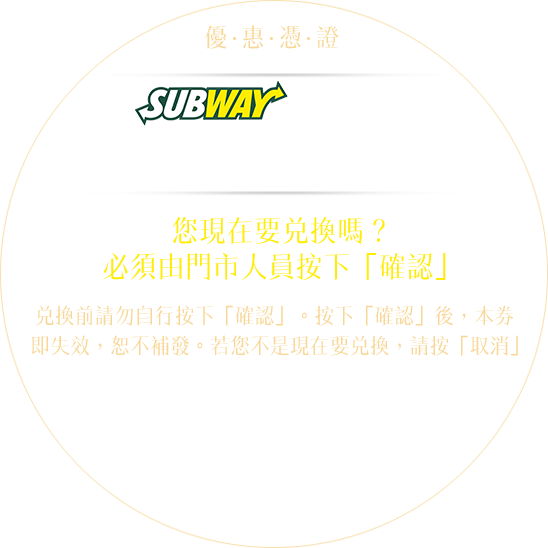 優·惠·憑·證
SUBWAY
您現在要兌換嗎？
必須由門市人員按下「確認」
兌換前請勿自行按下「確認」。按下「確認」後，本券
即失效，恕不補發。若您不是現在要兌換，請按「取消」